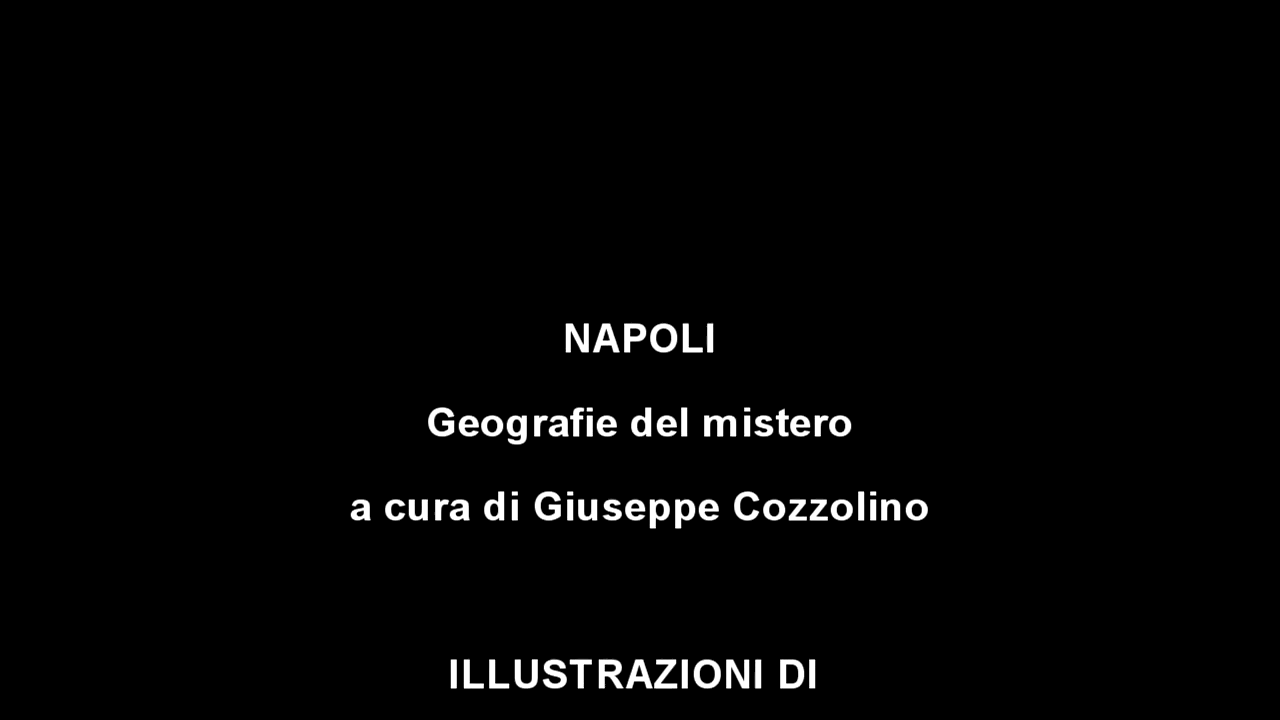 NAPOLI
Geografie del mistero
a cura di Giuseppe Cozzolino
ILLUSTRAZIONI DI